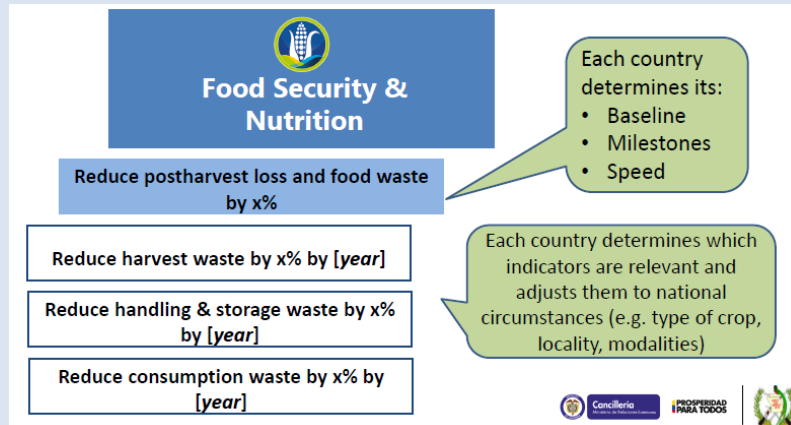 Food Security &
Nutrition
Each country
determines its:
• Baseline
• Milestones
• Speed
Reduce postharvest loss and food waste
by x%
Reduce harvest waste by x% by [year]
Each country determines which
indicators are relevant and
adjusts them to national
circumstances (e.g. type of crop,
locality, modalities)
Reduce handling & storage waste by x%
by [year]
Reduce consumption waste by x% by
[year]
Cancillería
PROSPERIDAD
PARA TODOS